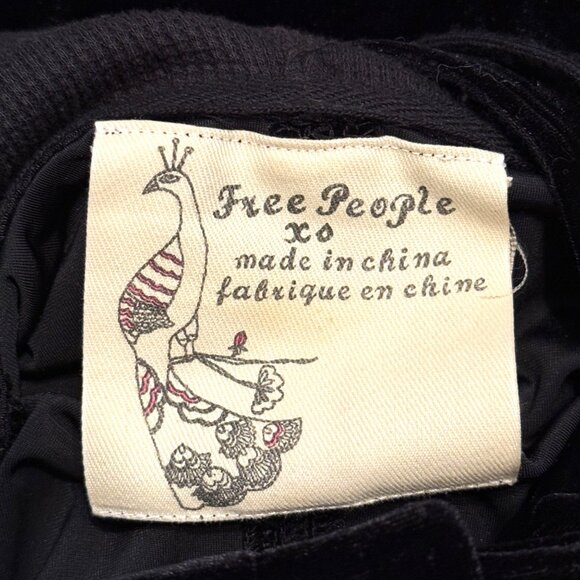 Free People
xo
made in china
fabrique en chine